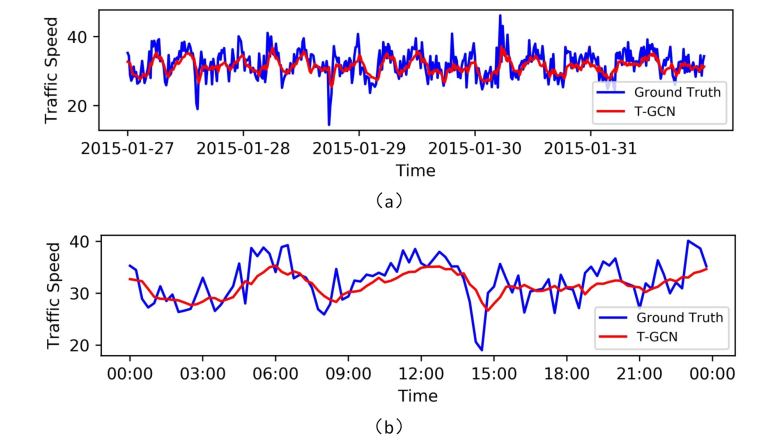 Traffic Speed
40
20
Ground Truth
T-GCN
2015-01-27 2015-01-28 2015-01-29 2015-01-30 2015-01-31
Time
（a）
Traffic Speed
40
30
20
Ground Truth
T-GCN
00:00 03:00 06:00 09:00 12:00 15:00 18:00 21:00 00:00
Time
（b）